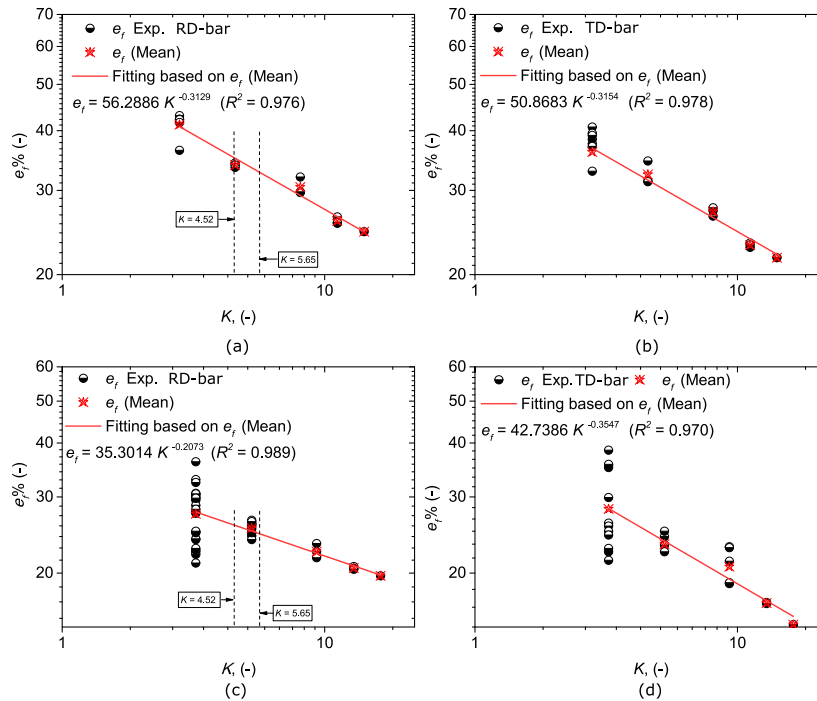 70
60
50
40
30
20
e_f% (-)
e_f Exp. RD-bar
e_f (Mean)
Fitting based on e_f (Mean)
e_f = 56.2886 K^-0.3129 (R^2 = 0.976)
K = 4.52
K = 5.65
1
10
K, (-)
(a)
70
60
50
40
30
20
e_f% (-)
e_f Exp. TD-bar
e_f (Mean)
Fitting based on e_f (Mean)
e_f = 50.8683 K^-0.3154 (R^2 = 0.978)
1
10
K, (-)
(b)
60
50
40
30
20
e_f% (-)
e_f Exp. RD-bar
e_f (Mean)
Fitting based on e_f (Mean)
e_f = 35.3014 K^-0.2073 (R^2 = 0.989)
K = 4.52
K = 5.65
1
10
K, (-)
(c)
60
50
40
30
20
e_f% (-)
e_f Exp.TD-bar e_f (Mean)
Fitting based on e_f (Mean)
e_f = 42.7386 K^-0.3547 (R^2 = 0.970)
1
10
K, (-)
(d)